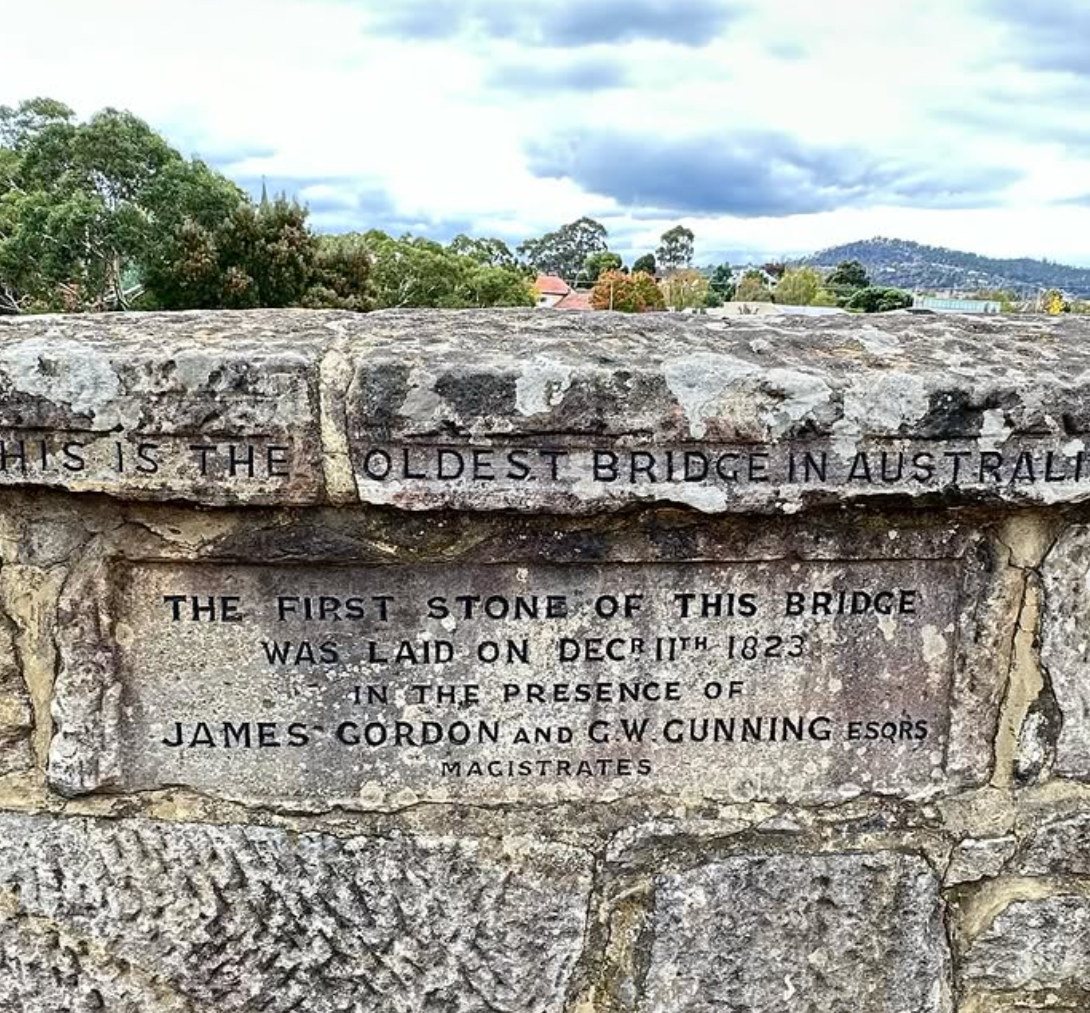 HIS IS THE OLDEST BRIDGE IN AUSTRALI
THE FIRST STONE OF THIS BRIDGE
WAS LAID ON DECR 11TH 1823
IN THE PRESENCE OF
JAMES GORDON AND G.W. GUNNING ESQRS
MAGISTRATES